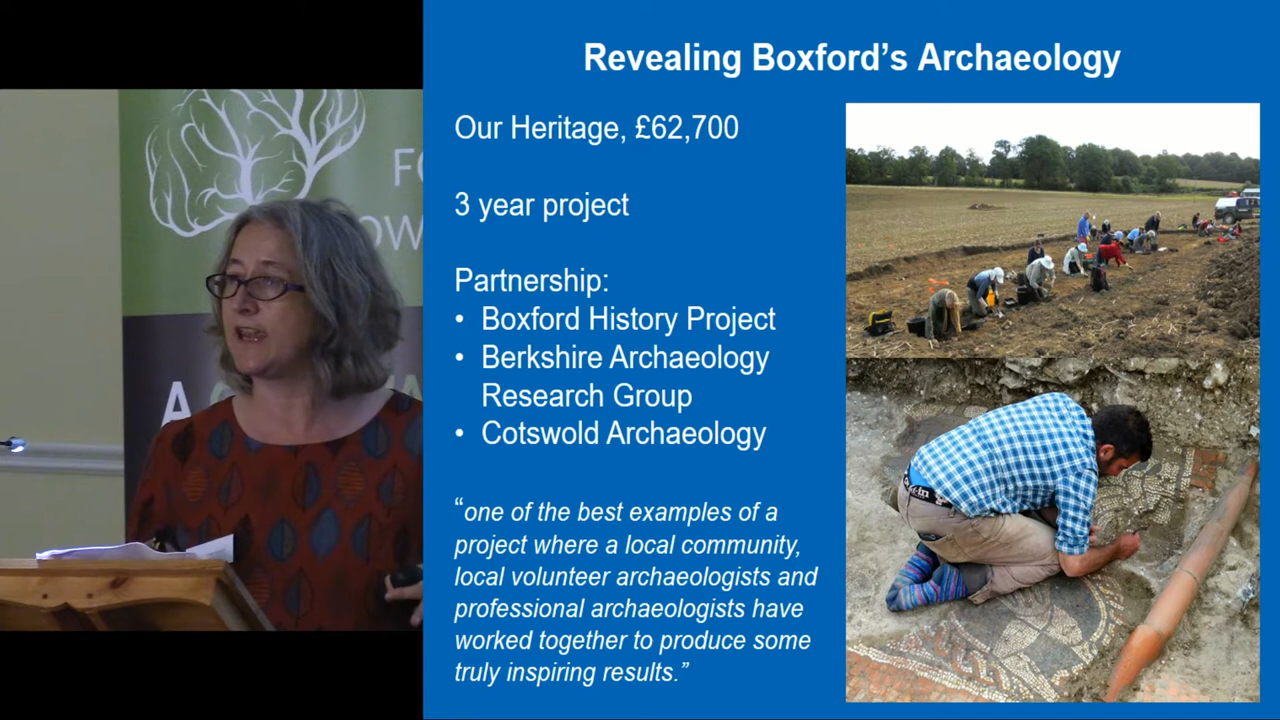 Revealing Boxford’s Archaeology
Our Heritage, £62,700
3 year project
Partnership:
• Boxford History Project
• Berkshire Archaeology
Research Group
• Cotswold Archaeology
“one of the best examples of a
project where a local community,
local volunteer archaeologists and
professional archaeologists have
worked together to produce some
truly inspiring results.”
A